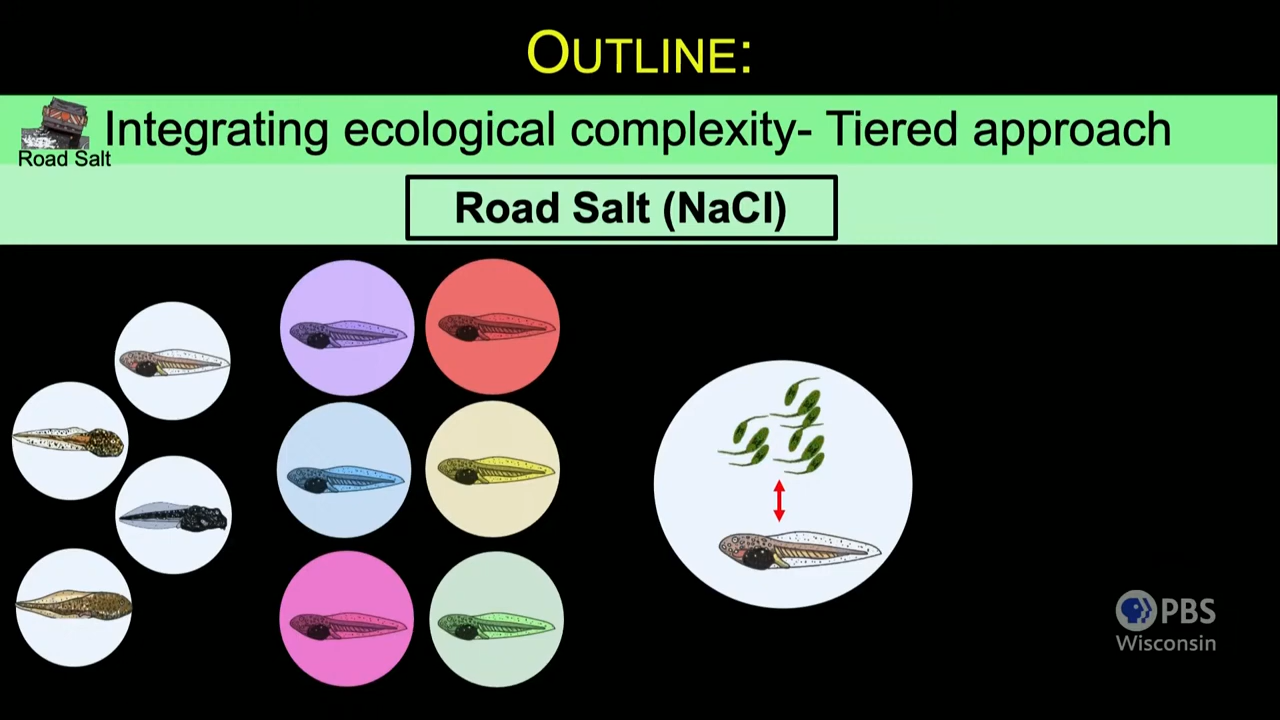 OUTLINE:
Integrating ecological complexity- Tiered approach
Road Salt
Road Salt (NaCl)
PBS
Wisconsin